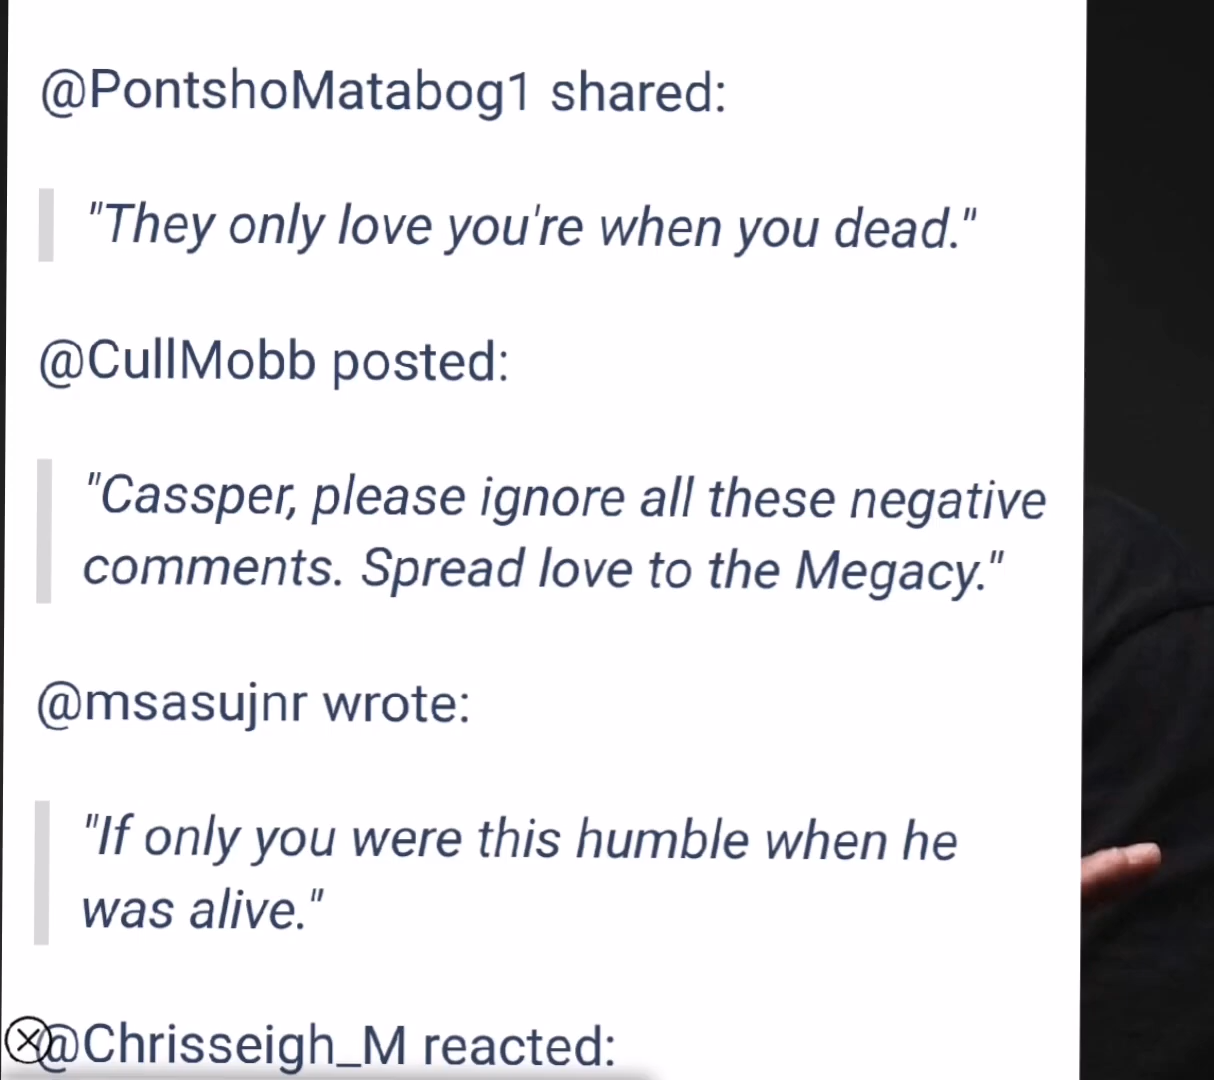 @PontshoMatabog1 shared:
"They only love you're when you dead."
@CullMobb posted:
"Cassper, please ignore all these negative
comments. Spread love to the Megacy."
@msasujnr wrote:
"If only you were this humble when he
was alive."
@Chrisseigh_M reacted: